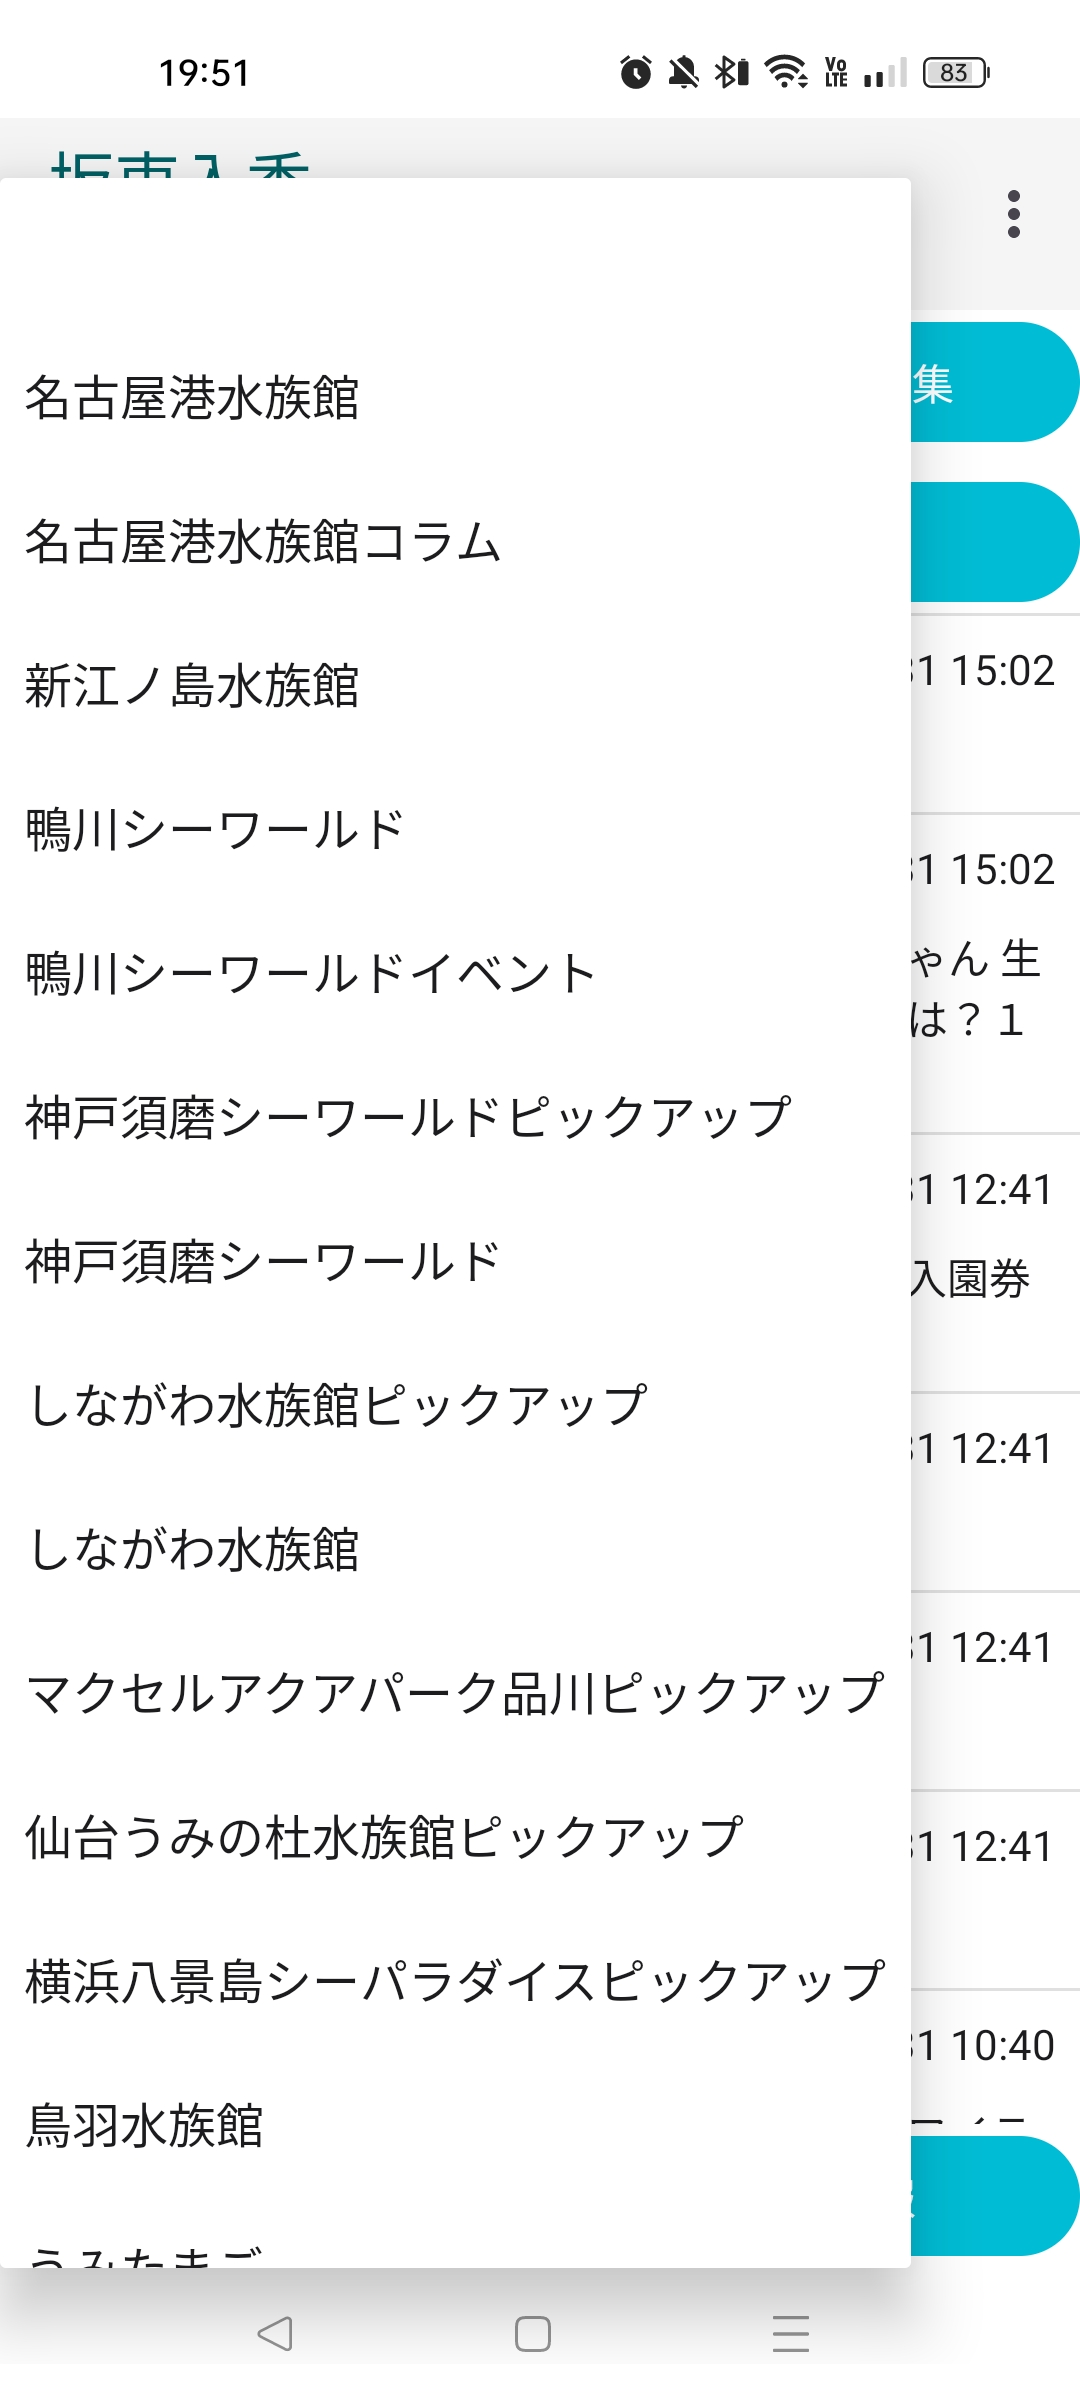 19:51
Vo
LTE
83
名古屋港水族館
集
名古屋港水族館コラム
新江ノ島水族館
1 15:02
鴨川シーワールド
1 15:02
鴨川シーワールドイベント
ゃん 生
は？１
神戸須磨シーワールドピックアップ
1 12:41
神戸須磨シーワールド
入園券
しながわ水族館ピックアップ
1 12:41
しながわ水族館
1 12:41
マクセルアクアパーク品川ピックアップ
仙台うみの杜水族館ピックアップ
1 12:41
横浜八景島シーパラダイスピックアップ
1 10:40
鳥羽水族館
うみたまご